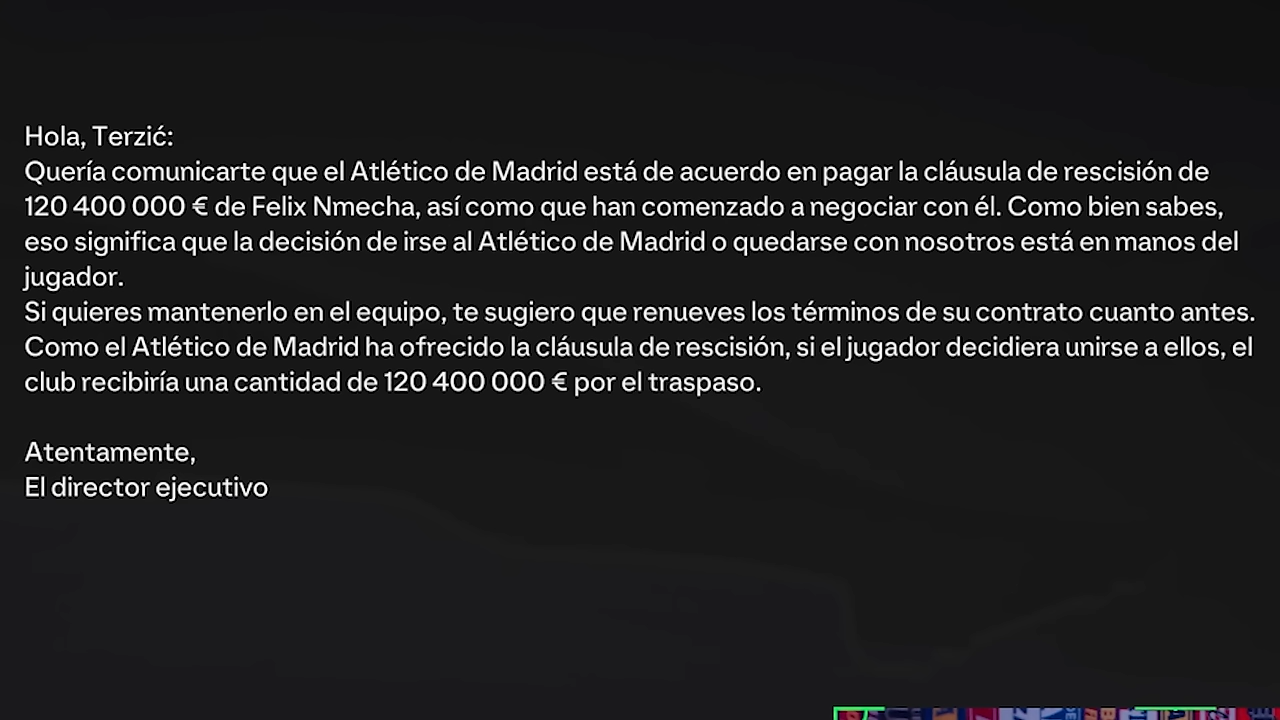 Hola, Terzić:
Quería comunicarte que el Atlético de Madrid está de acuerdo en pagar la cláusula de rescisión de
120 400 000 € de Felix Nmecha, así como que han comenzado a negociar con él. Como bien sabes,
eso significa que la decisión de irse al Atlético de Madrid o quedarse con nosotros está en manos del
jugador.
Si quieres mantenerlo en el equipo, te sugiero que renueves los términos de su contrato cuanto antes.
Como el Atlético de Madrid ha ofrecido la cláusula de rescisión, si el jugador decidiera unirse a ellos, el
club recibiría una cantidad de 120 400 000 € por el traspaso.
Atentamente,
El director ejecutivo